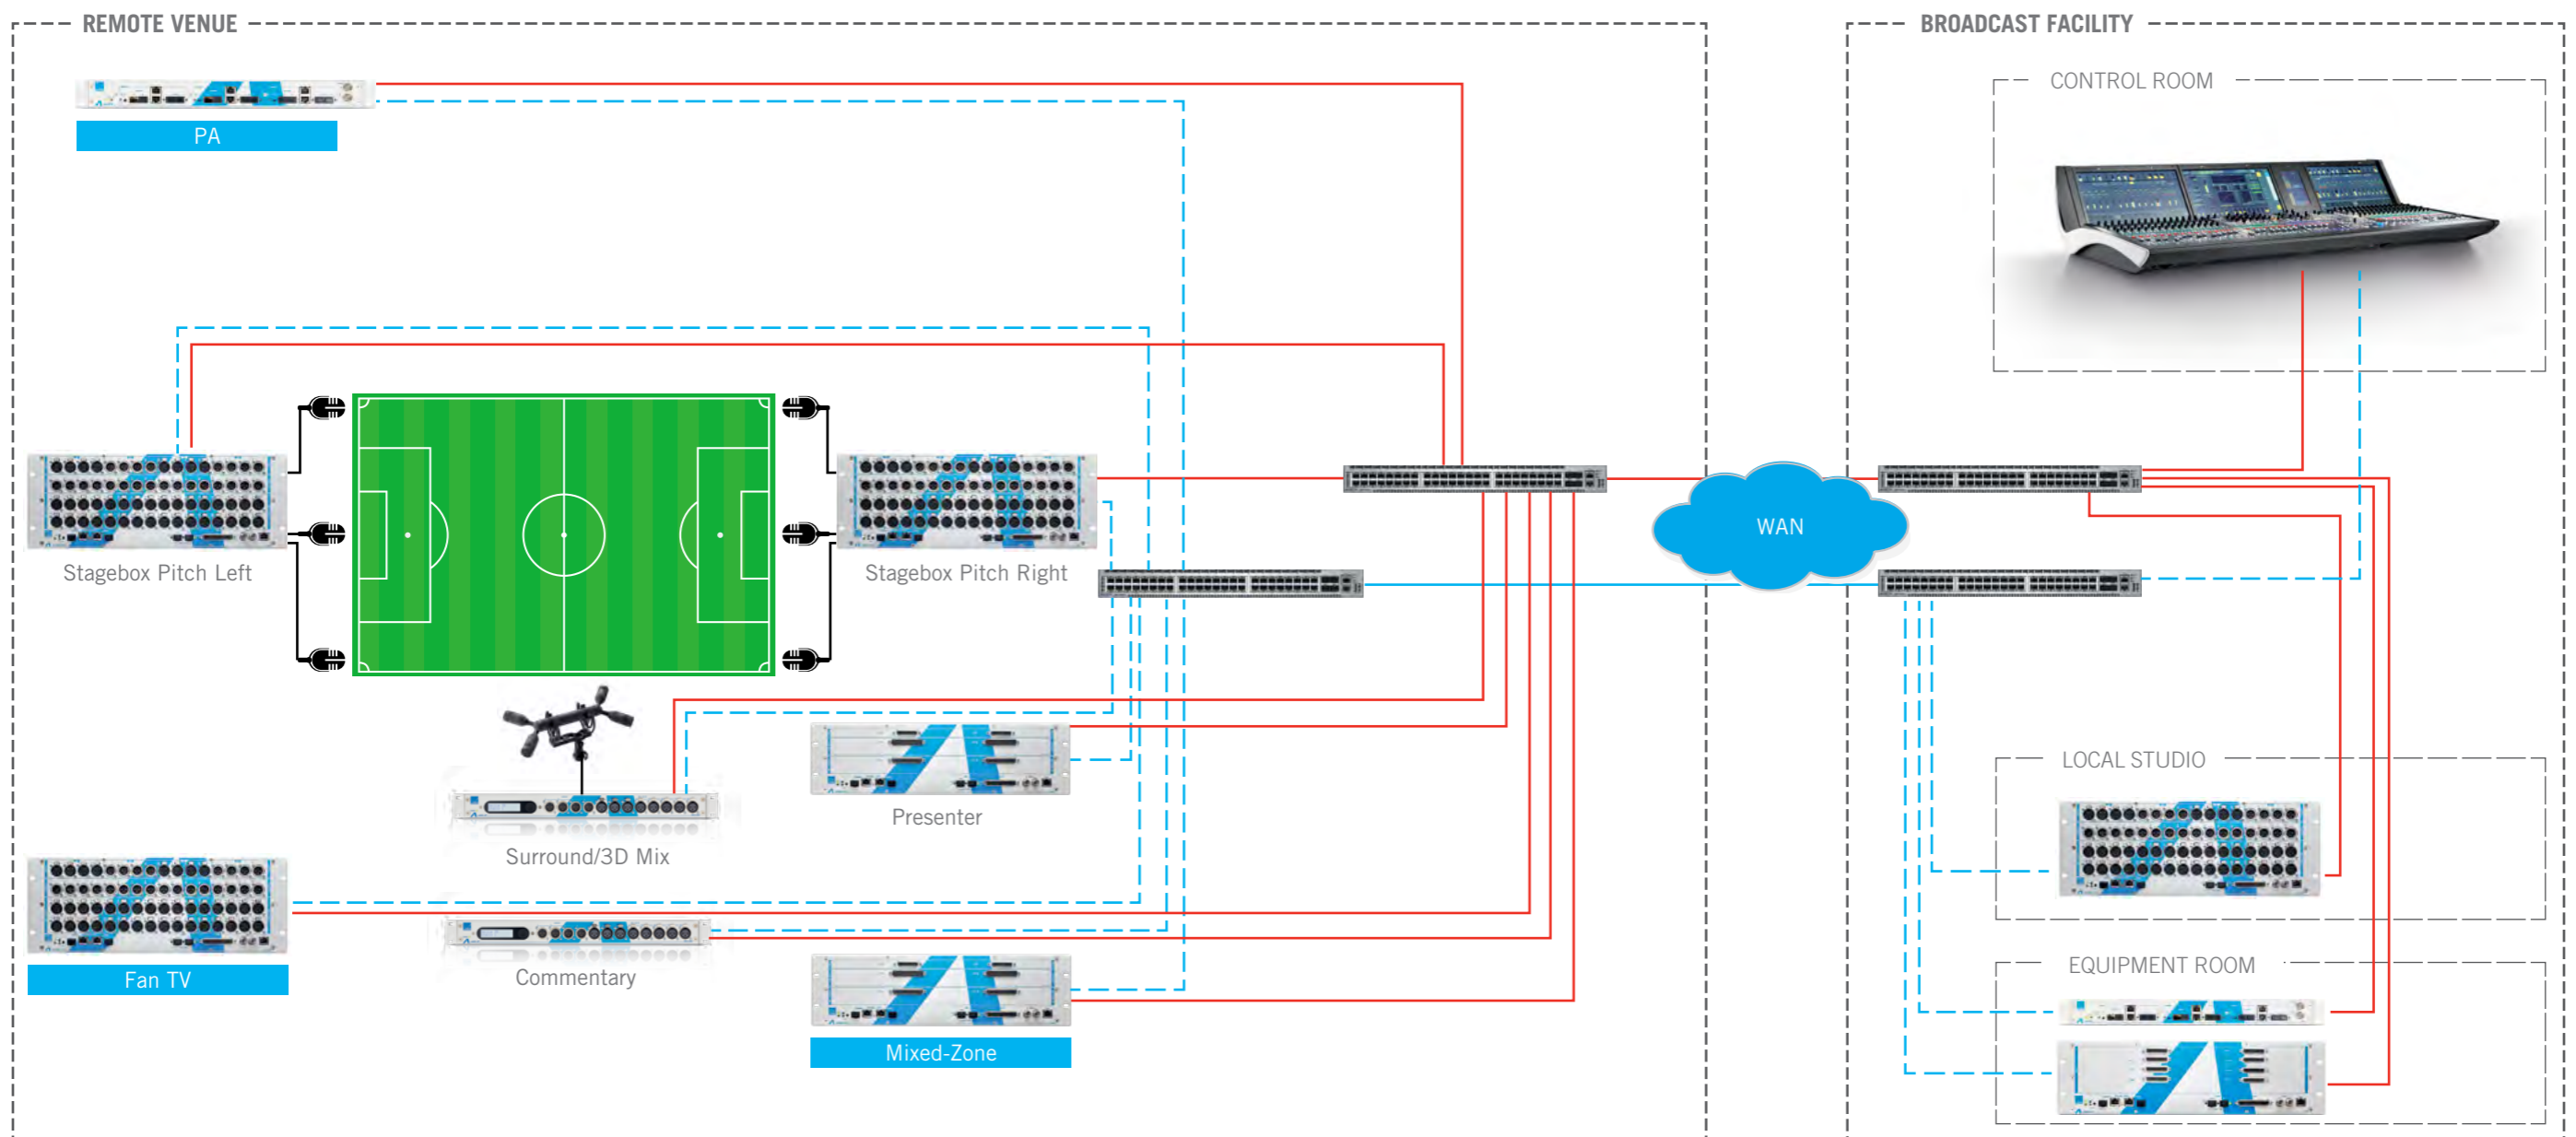 REMOTE VENUE
BROADCAST FACILITY
CONTROL ROOM
PA
WAN
Stagebox Pitch Left
Stagebox Pitch Right
LOCAL STUDIO
Presenter
Surround/3D Mix
EQUIPMENT ROOM
Fan TV
Commentary
Mixed-Zone